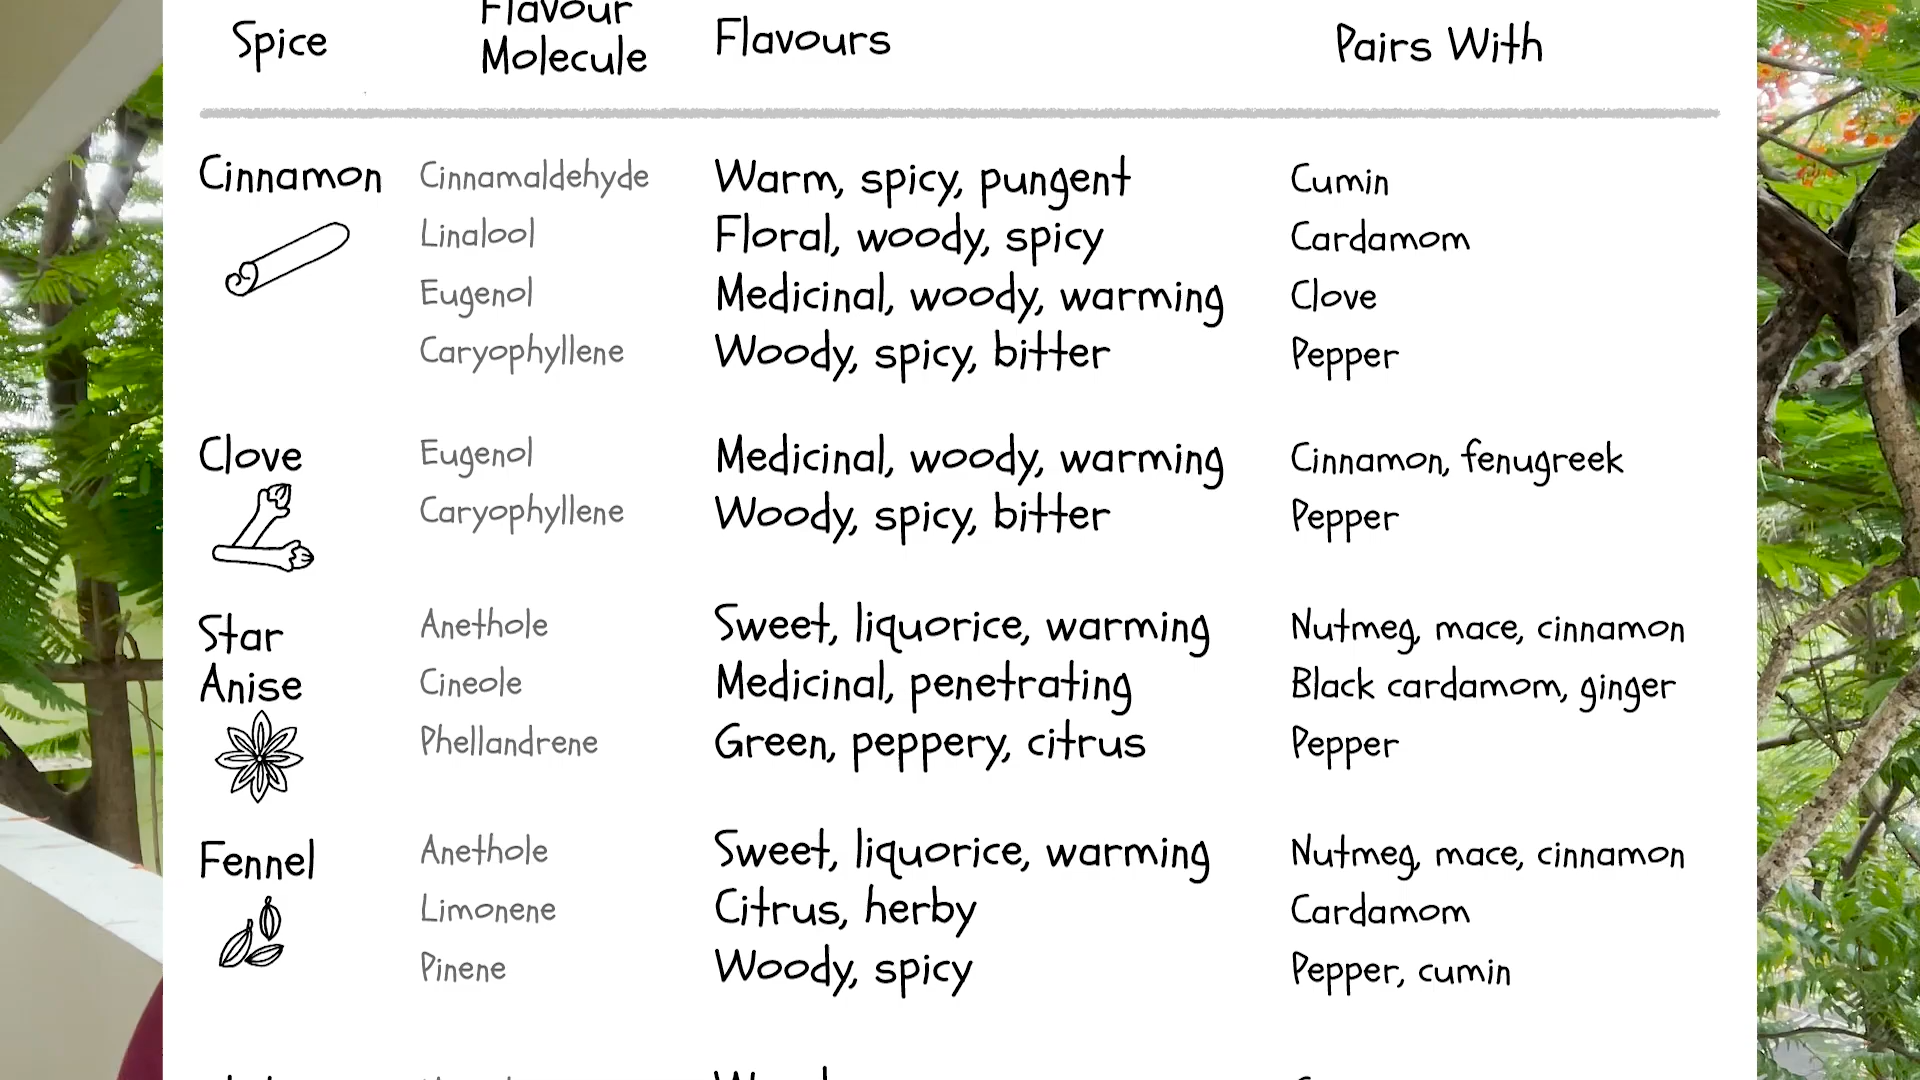 Spice Flavour Molecule Flavours Pairs With
Cinnamon Cinnamaldehyde Warm, spicy, pungent Cumin
Linalool Floral, woody, spicy Cardamom
Eugenol Medicinal, woody, warming Clove
Caryophyllene Woody, spicy, bitter Pepper
Clove Eugenol Medicinal, woody, warming Cinnamon, fenugreek
Caryophyllene Woody, spicy, bitter Pepper
Star Anethole Sweet, liquorice, warming Nutmeg, mace, cinnamon
Anise Cineole Medicinal, penetrating Black cardamom, ginger
Phellandrene Green, peppery, citrus Pepper
Fennel Anethole Sweet, liquorice, warming Nutmeg, mace, cinnamon
Limonene Citrus, herby Cardamom
Pinene Woody, spicy Pepper, cumin